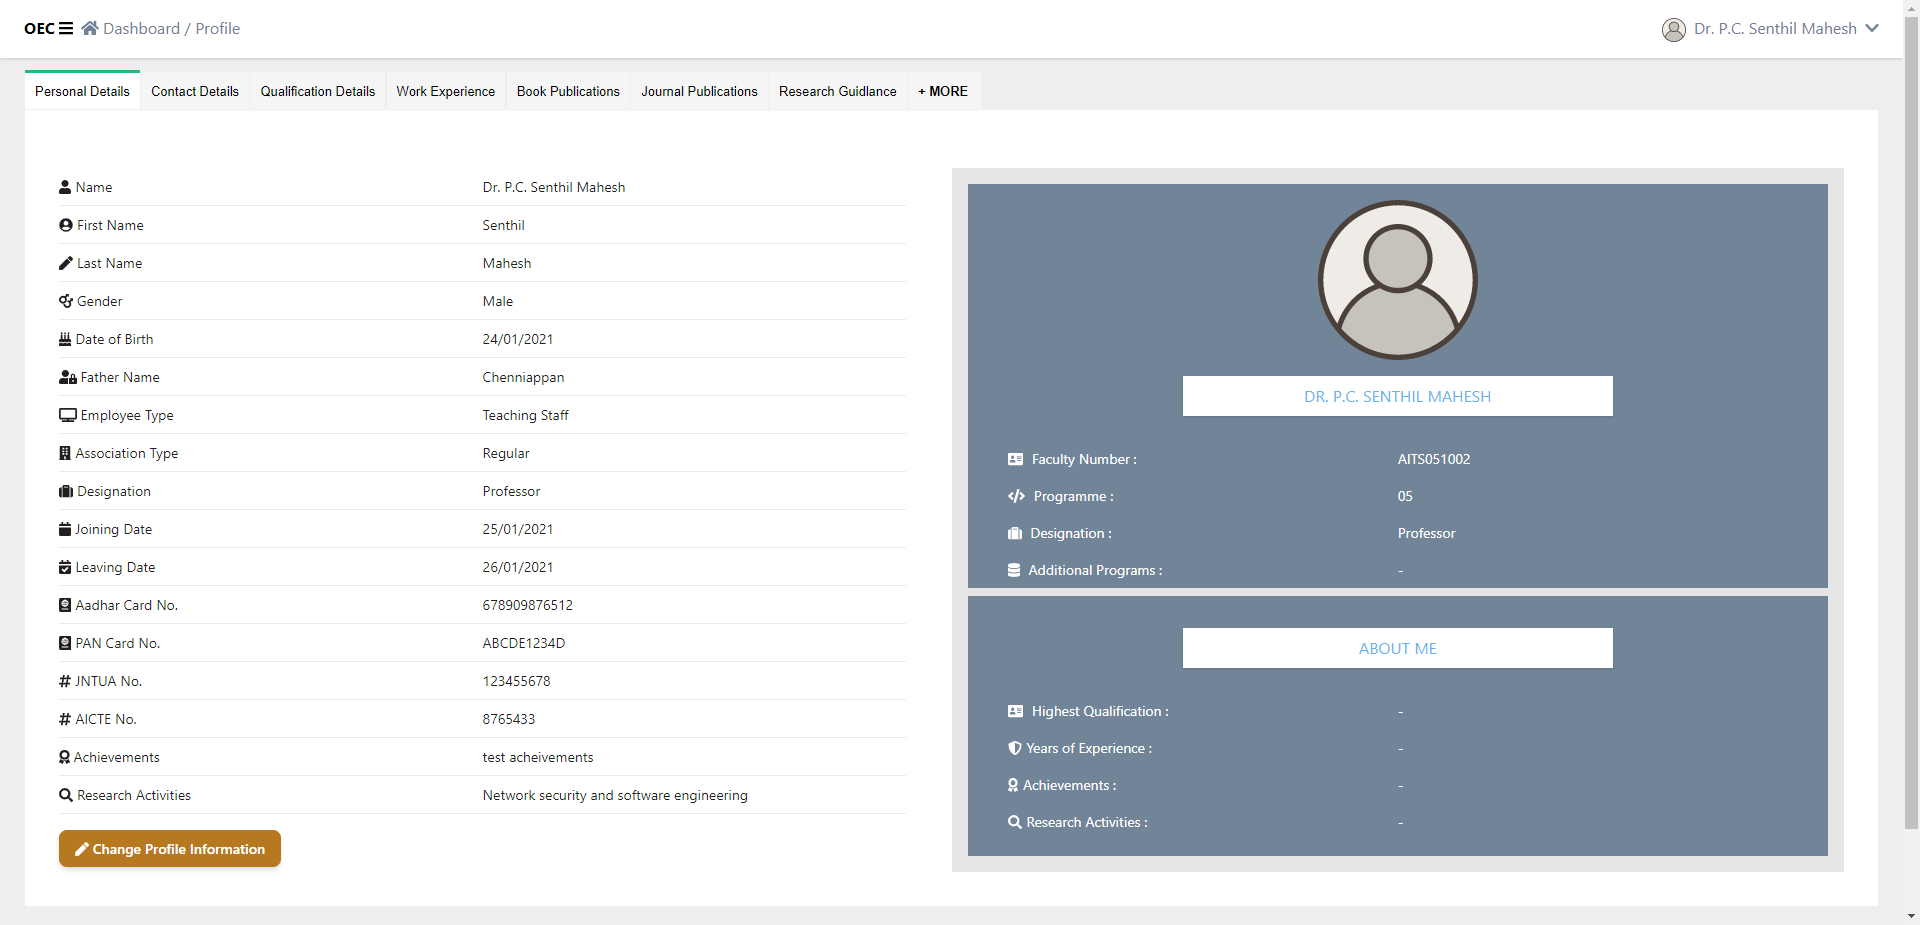 OEC Dashboard / Profile
Dr. P.C. Senthil Mahesh
Personal Details Contact Details Qualification Details Work Experience Book Publications Journal Publications Research Guidlance + MORE
Name Dr. P.C. Senthil Mahesh
First Name Senthil
Last Name Mahesh
Gender Male
Date of Birth 24/01/2021
Father Name Chenniappan
Employee Type Teaching Staff
Association Type Regular
Designation Professor
Joining Date 25/01/2021
Leaving Date 26/01/2021
Aadhar Card No. 678909876512
PAN Card No. ABCDE1234D
JNTUA No. 123455678
AICTE No. 8765433
Achievements test acheivements
Research Activities Network security and software engineering
Change Profile Information
DR. P.C. SENTHIL MAHESH
Faculty Number : AITS051002
Programme : 05
Designation : Professor
Additional Programs : -
ABOUT ME
Highest Qualification : -
Years of Experience : -
Achievements : -
Research Activities : -